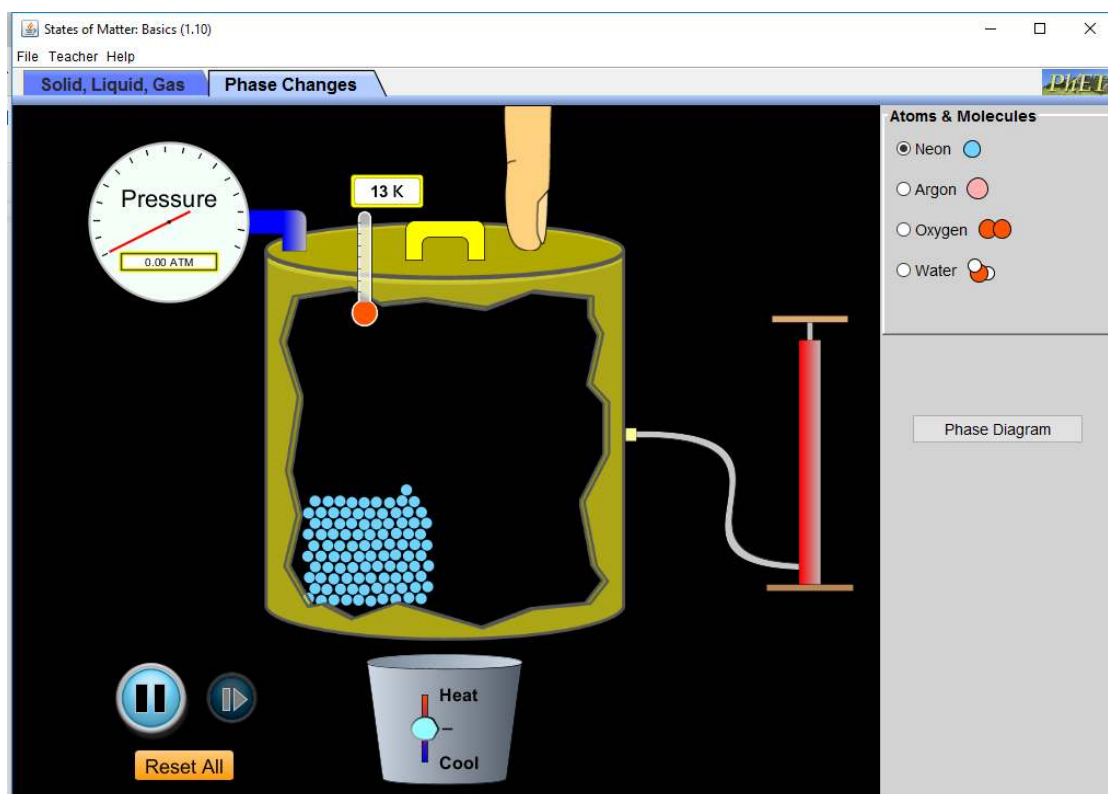 States of Matter: Basics (1.10)
File Teacher Help
Solid, Liquid, Gas Phase Changes
PhET
Atoms & Molecules
Neon
Argon
Oxygen
Water
Phase Diagram
Pressure
0.00 ATM
13 K
Heat
Cool
Reset All